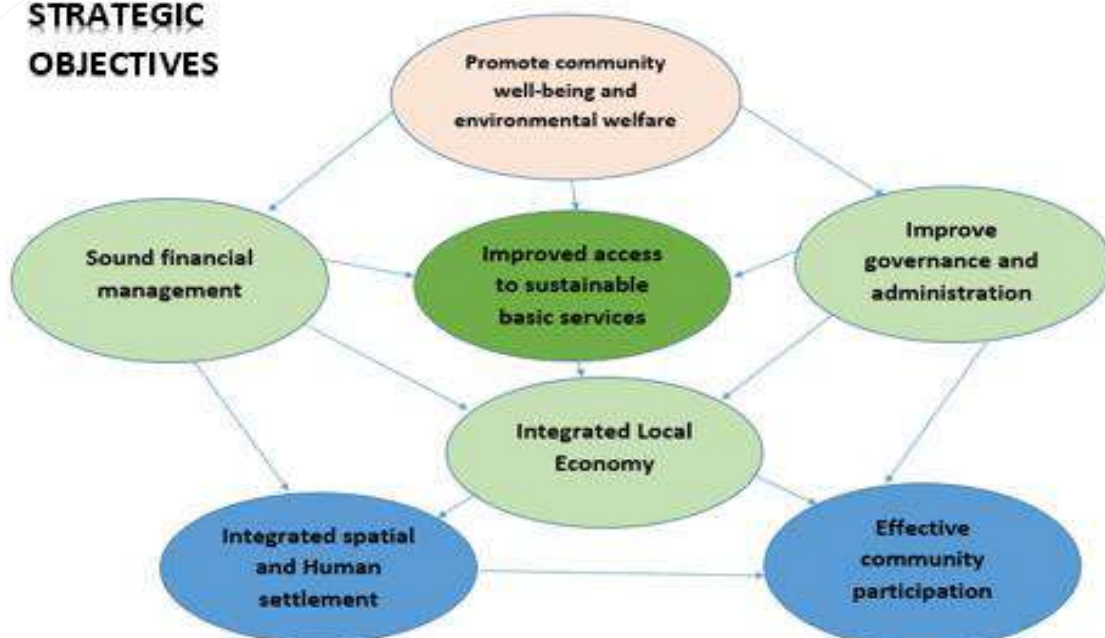 STRATEGIC
OBJECTIVES
Promote community
well-being and
environmental welfare
Sound financial
management
Improved access
to sustainable
basic services
Improve
governance and
administration
Integrated Local
Economy
Integrated spatial
and Human
settlement
Effective
community
participation